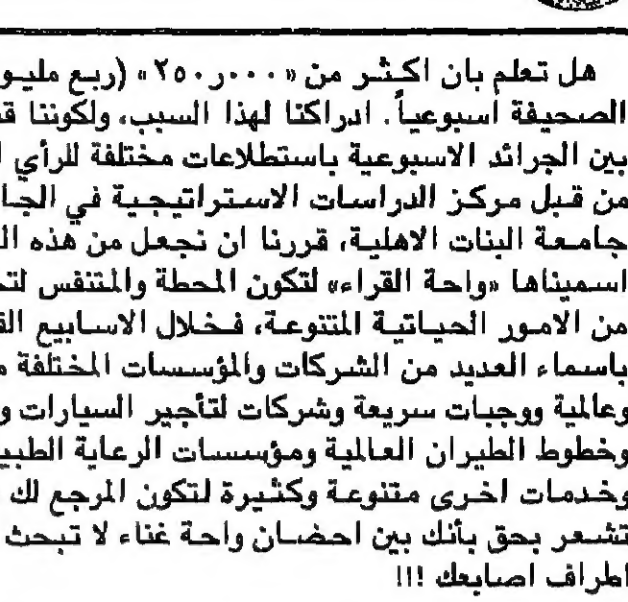 هل تعلم بان اكثر من «٢٥٠ر٠٠٠» (ربع مليو
الصحيفة اسبوعياً. ادراكنا لهذا السبب، ولكوننا ق
بين الجرائد الاسبوعية باستطلاعات مختلفة للرأي ا
من قبل مركز الدراسات الاستراتيجية في الجا
جامعة البنات الاهلية، قررنا ان نجعل من هذه ال
اسميناها «واحة القراء» لتكون المحطة والمتنفس لتح
من الامور الحياتية المتنوعة، فخلال الاسابيع الق
باسماء العديد من الشركات والمؤسسات المختلفة م
وعالمية ووجبات سريعة وشركات لتأجير السيارات و
وخطوط الطيران العالمية ومؤسسات الرعاية الطبي
وخدمات اخرى متنوعة وكثيرة لتكون المرجع لك
تشعر بحق بأنك بين احضان واحة غناء لا تبحث
اطراف اصابعك !!!